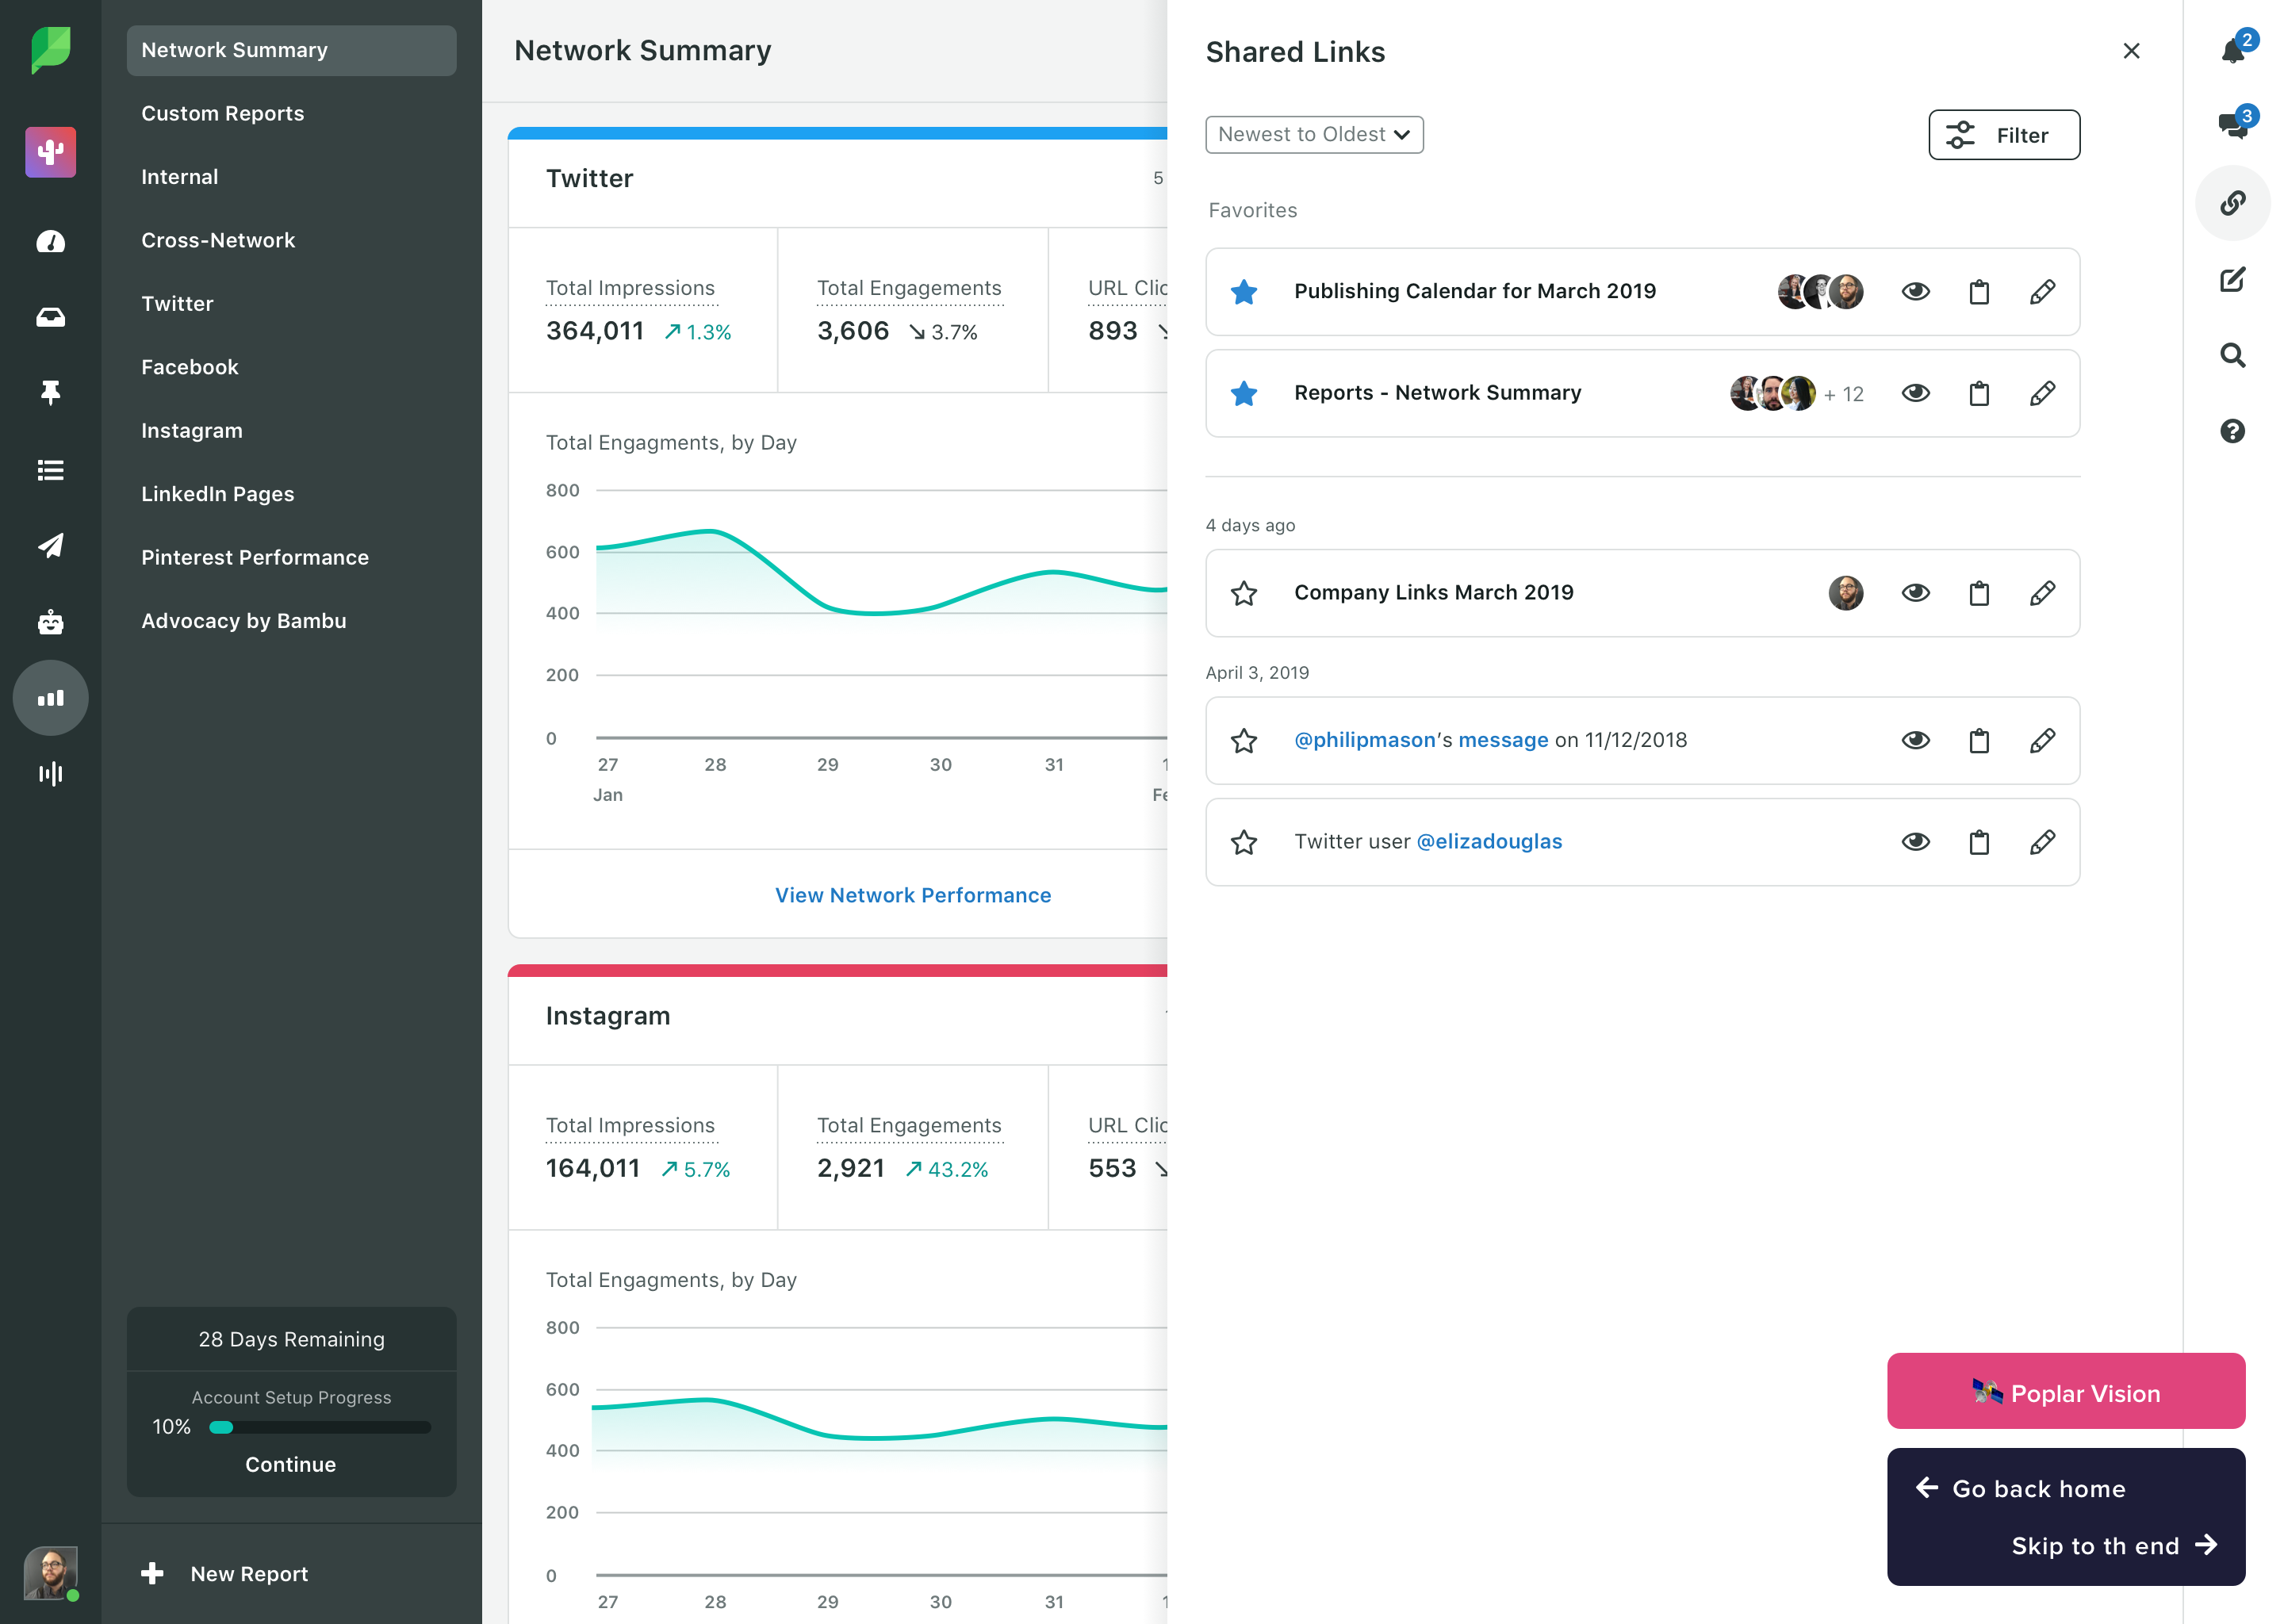 Network Summary
Custom Reports
Internal
Cross-Network
Twitter
Facebook
Instagram
LinkedIn Pages
Pinterest Performance
Advocacy by Bambu
28 Days Remaining
Account Setup Progress
10%
Continue
New Report
Network Summary
Twitter
5
Total Impressions
364,011 1.3%
Total Engagements
3,606 3.7%
URL Clic
893
Total Engagments, by Day
800
600
400
200
0
27 28 29 30 31 1
Jan Fe
View Network Performance
Instagram
Total Impressions
164,011 5.7%
Total Engagements
2,921 43.2%
URL Clic
553
Total Engagments, by Day
800
600
400
200
0
27 28 29 30 31 1
Shared Links
Newest to Oldest
Filter
Favorites
Publishing Calendar for March 2019
Reports - Network Summary + 12
4 days ago
Company Links March 2019
April 3, 2019
@philipmason’s message on 11/12/2018
Twitter user @elizadouglas
Poplar Vision
Go back home
Skip to th end
2
3